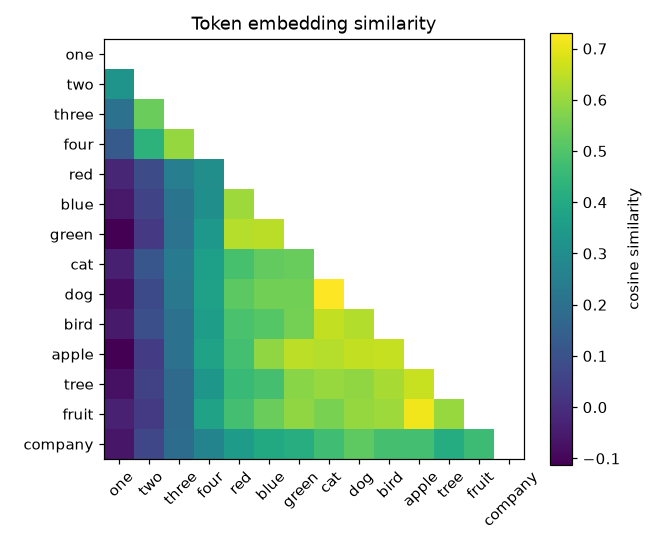 Token embedding similarity
one
two
three
four
red
blue
green
cat
dog
bird
apple
tree
fruit
company
one
two
three
four
red
blue
green
cat
dog
bird
apple
tree
fruit
company
0.7
0.6
0.5
0.4
0.3
0.2
0.1
0.0
−0.1
cosine similarity